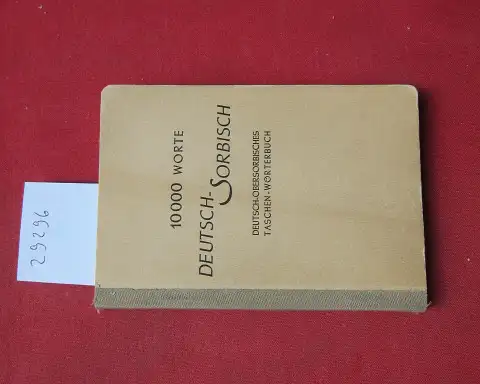 10000 WORTE
DEUTSCH-SORBISCH
DEUTSCH-OBERSORBISCHES
TASCHEN-WÖRTERBUCH
29296